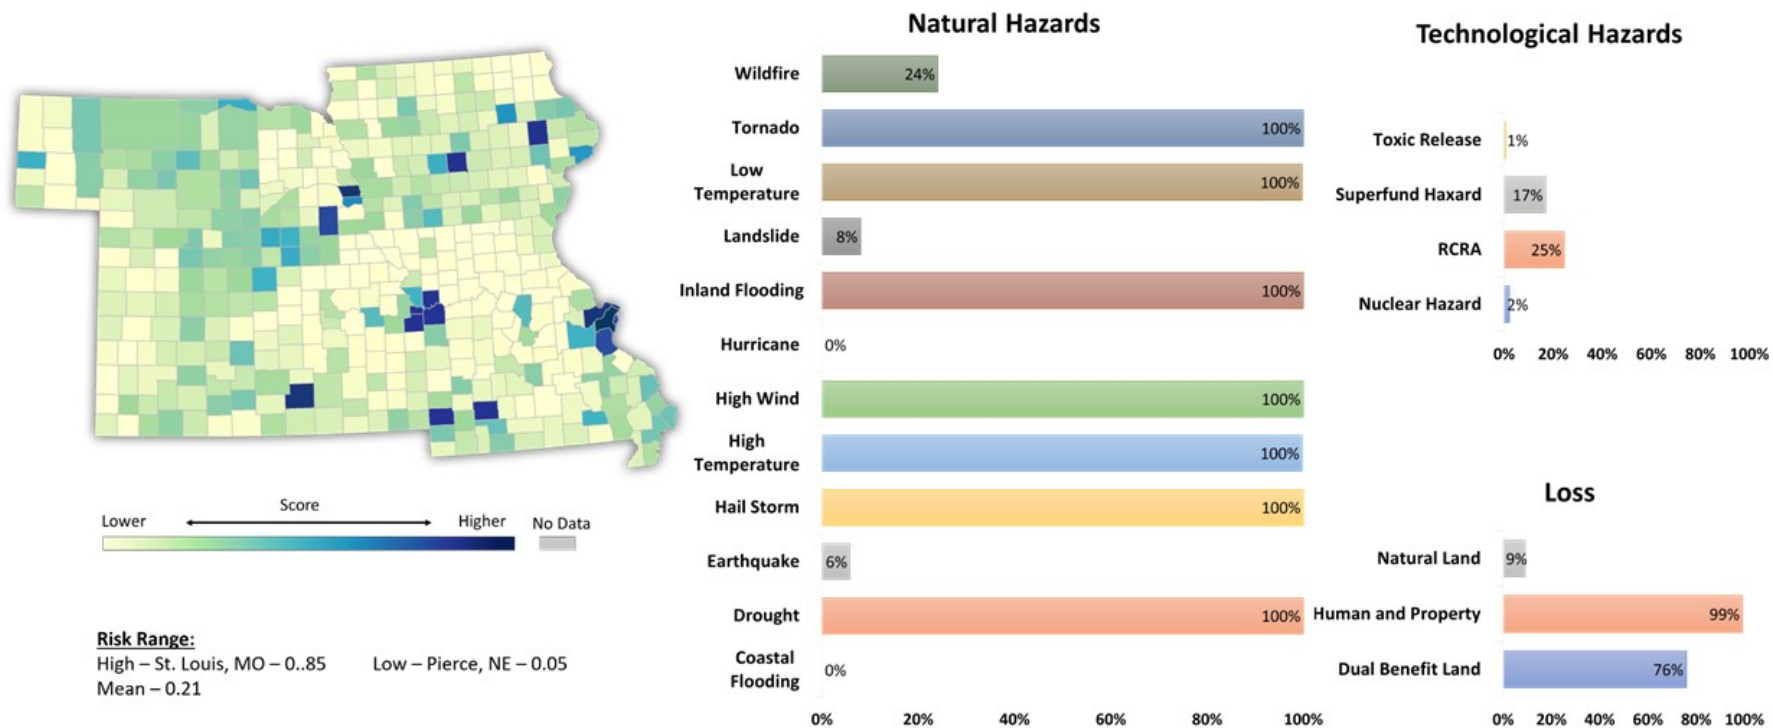 Natural Hazards
Wildfire
24%
Tornado
100%
Low
Temperature
100%
Landslide
8%
Inland Flooding
100%
Hurricane
0%
High Wind
100%
High
Temperature
100%
Hail Storm
100%
Earthquake
6%
Drought
100%
Coastal
Flooding
0%
0% 20% 40% 60% 80% 100%
Technological Hazards
Toxic Release
1%
Superfund Haxard
17%
RCRA
25%
Nuclear Hazard
2%
0% 20% 40% 60% 80% 100%
Loss
Natural Land
9%
Human and Property
99%
Dual Benefit Land
76%
0% 20% 40% 60% 80% 100%
Score
Lower Higher No Data
Risk Range:
High – St. Louis, MO – 0..85 Low – Pierce, NE – 0.05
Mean – 0.21